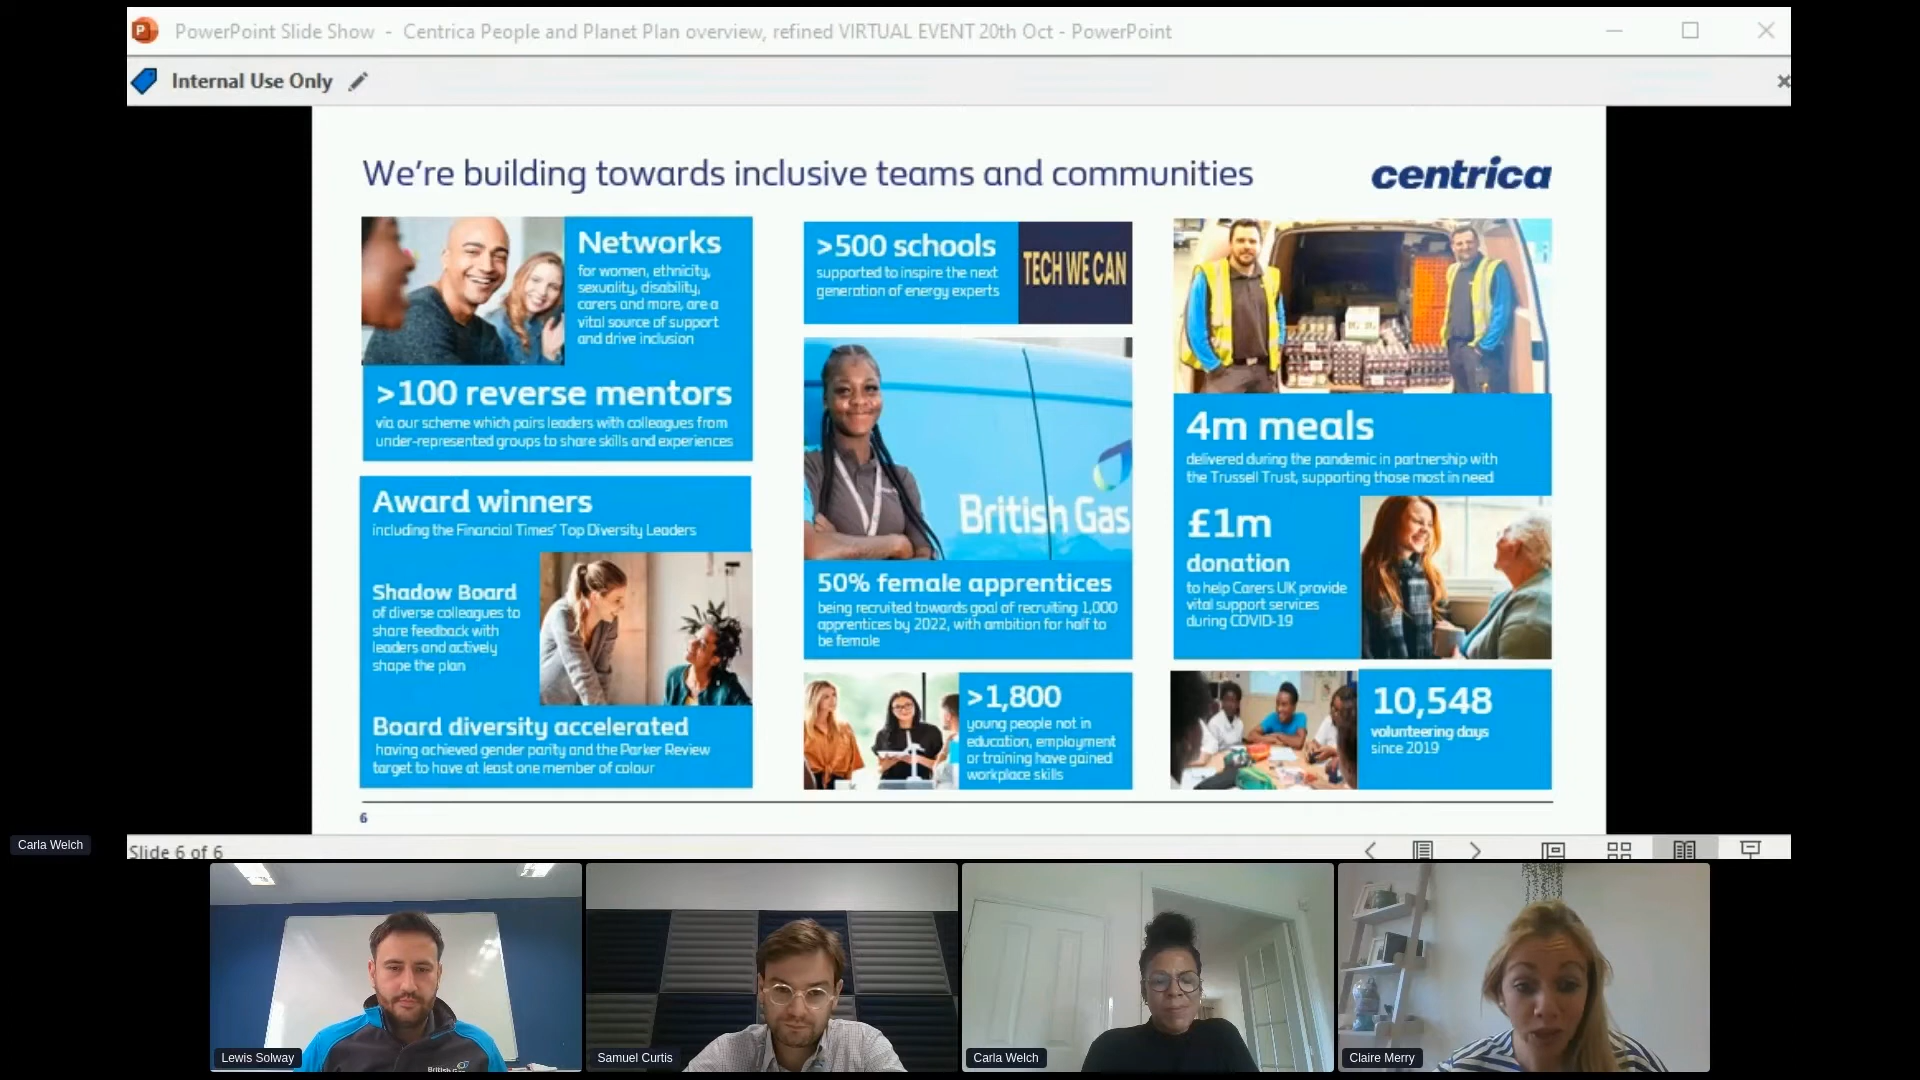 PowerPoint Slide Show - Centrica People and Planet Plan overview, refined VIRTUAL EVENT 20th Oct - PowerPoint
Internal Use Only
We're building towards inclusive teams and communities
centrica
Networks
for women, ethnicity,
sexuality, disability,
carers and more, are a
vital source of support
and drive inclusion
>100 reverse mentors
via our scheme which pairs leaders with colleagues from
under-represented groups to share skills and experiences
Award winners
including the Financial Times' Top Diversity Leaders
Shadow Board
of diverse colleagues to
share feedback with
leaders and actively
shape the plan
Board diversity accelerated
having achieved gender parity and the Parker Review
target to have at least one member of colour
>500 schools
supported to inspire the next
generation of energy experts
TECH WE CAN
British Gas
50% female apprentices
being recruited towards goal of recruiting 1,000
apprentices by 2022, with ambition for half to
be female
>1,800
young people not in
education, employment
or training have gained
workplace skills
4m meals
delivered during the pandemic in partnership with
the Trussell Trust, supporting those most in need
£1m
donation
to help Carers UK provide
vital support services
during COVID-19
10,548
volunteering days
since 2019
6
Slide 6 of 6
Carla Welch
British Gas
Lewis Solway
Samuel Curtis
Carla Welch
Claire Merry